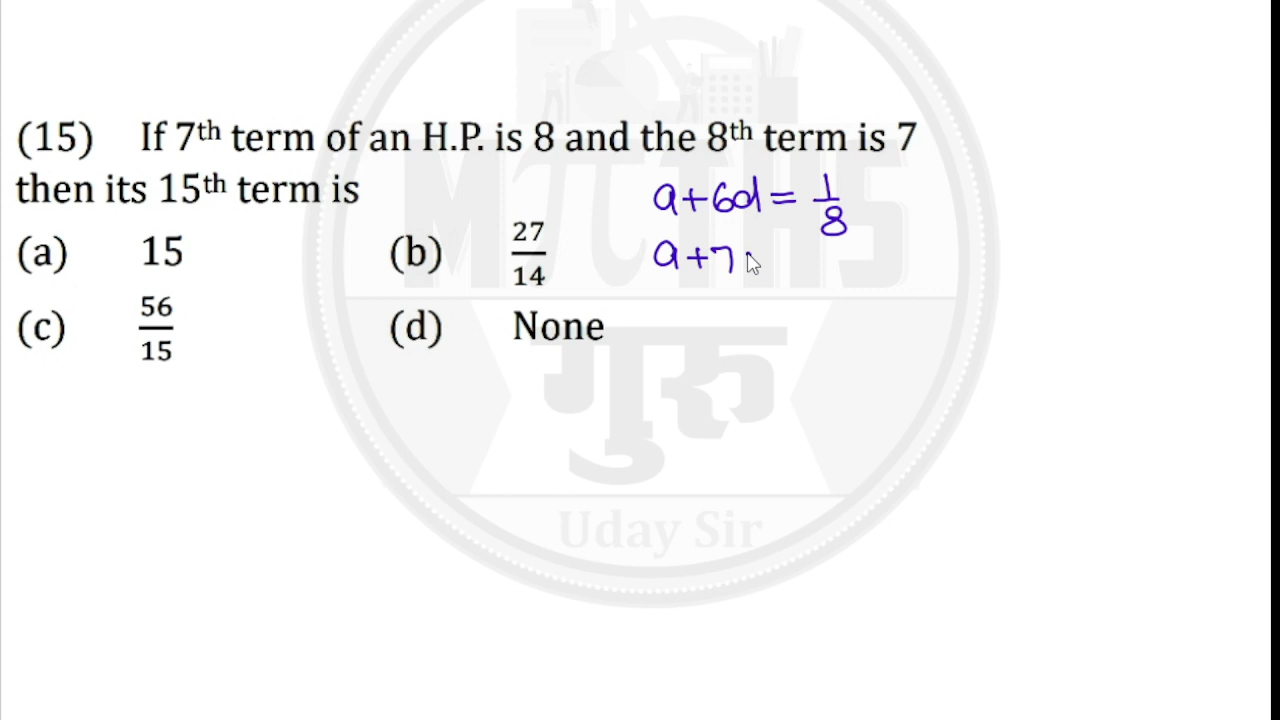 (15) If 7th term of an H.P. is 8 and the 8th term is 7
then its 15th term is
a+6d = 1/8
(a) 15 (b) 27/14
a+7
(c) 56/15 (d) None
MATHS
गुरु
Uday Sir